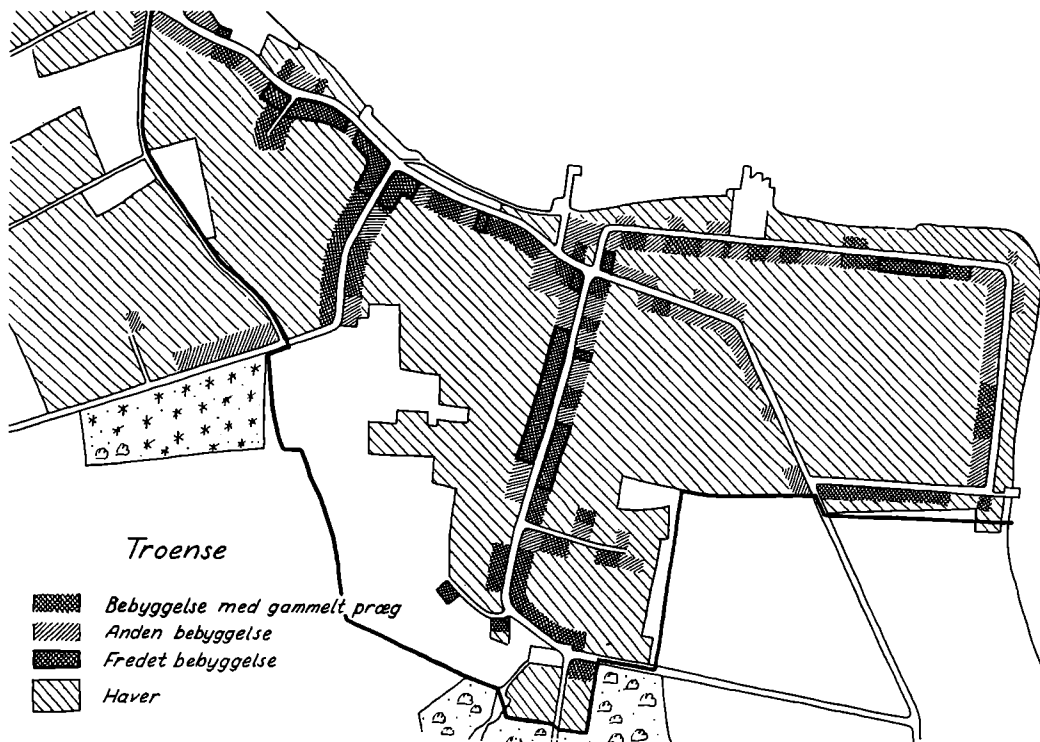 Troense
Bebyggelse med gammelt præg
Anden bebyggelse
Fredet bebyggelse
Haver